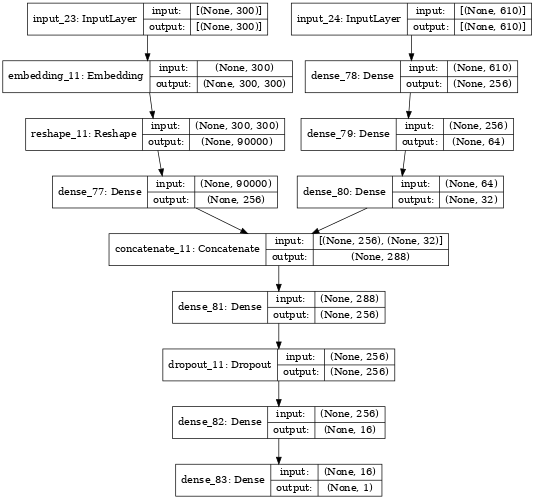 input_23: InputLayer input: [(None, 300)]
output: [(None, 300)]
input_24: InputLayer input: [(None, 610)]
output: [(None, 610)]
embedding_11: Embedding input: (None, 300)
output: (None, 300, 300)
dense_78: Dense input: (None, 610)
output: (None, 256)
reshape_11: Reshape input: (None, 300, 300)
output: (None, 90000)
dense_79: Dense input: (None, 256)
output: (None, 64)
dense_77: Dense input: (None, 90000)
output: (None, 256)
dense_80: Dense input: (None, 64)
output: (None, 32)
concatenate_11: Concatenate input: [(None, 256), (None, 32)]
output: (None, 288)
dense_81: Dense input: (None, 288)
output: (None, 256)
dropout_11: Dropout input: (None, 256)
output: (None, 256)
dense_82: Dense input: (None, 256)
output: (None, 16)
dense_83: Dense input: (None, 16)
output: (None, 1)